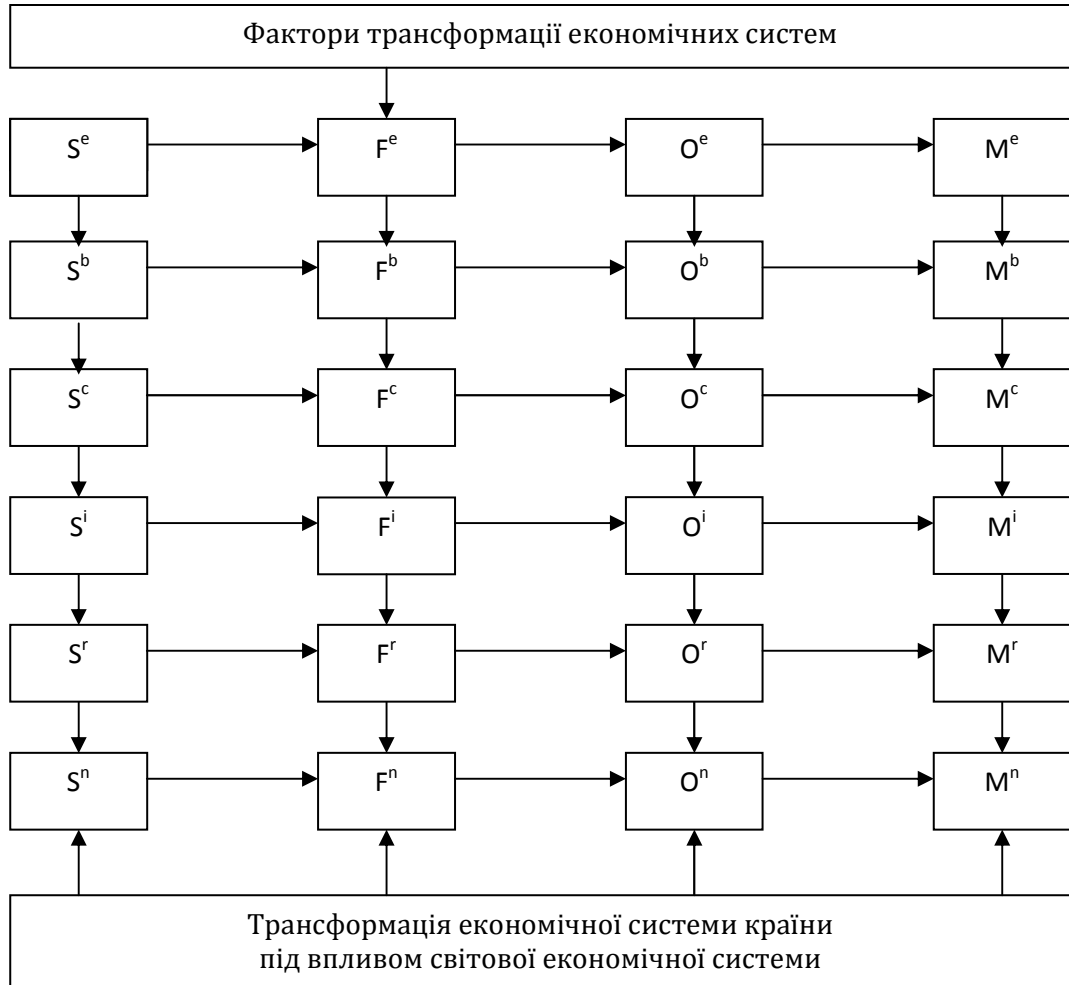 Фактори трансформації економічних систем
Sᵉ Fᵉ Oᵉ Mᵉ
Sᵇ Fᵇ Oᵇ Mᵇ
Sᶜ Fᶜ Oᶜ Mᶜ
Sⁱ Fⁱ Oⁱ Mⁱ
Sʳ Fʳ Oʳ Mʳ
Sⁿ Fⁿ Oⁿ Mⁿ
Трансформація економічної системи країни
під впливом світової економічної системи